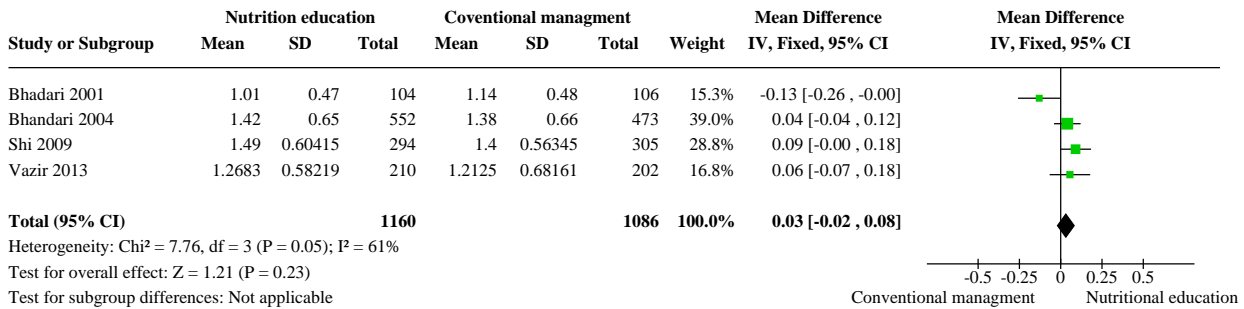 Nutrition education Coventional managment Mean Difference Mean Difference
Study or Subgroup Mean SD Total Mean SD Total Weight IV, Fixed, 95% CI IV, Fixed, 95% CI
Bhadari 2001 1.01 0.47 104 1.14 0.48 106 15.3% -0.13 [-0.26 , -0.00]
Bhandari 2004 1.42 0.65 552 1.38 0.66 473 39.0% 0.04 [-0.04 , 0.12]
Shi 2009 1.49 0.60415 294 1.4 0.56345 305 28.8% 0.09 [-0.00 , 0.18]
Vazir 2013 1.2683 0.58219 210 1.2125 0.68161 202 16.8% 0.06 [-0.07 , 0.18]
Total (95% CI) 1160 1086 100.0% 0.03 [-0.02 , 0.08]
Heterogeneity: Chi² = 7.76, df = 3 (P = 0.05); I² = 61%
Test for overall effect: Z = 1.21 (P = 0.23)
-0.5 -0.25 0 0.25 0.5
Test for subgroup differences: Not applicable
Conventional managment Nutritional education